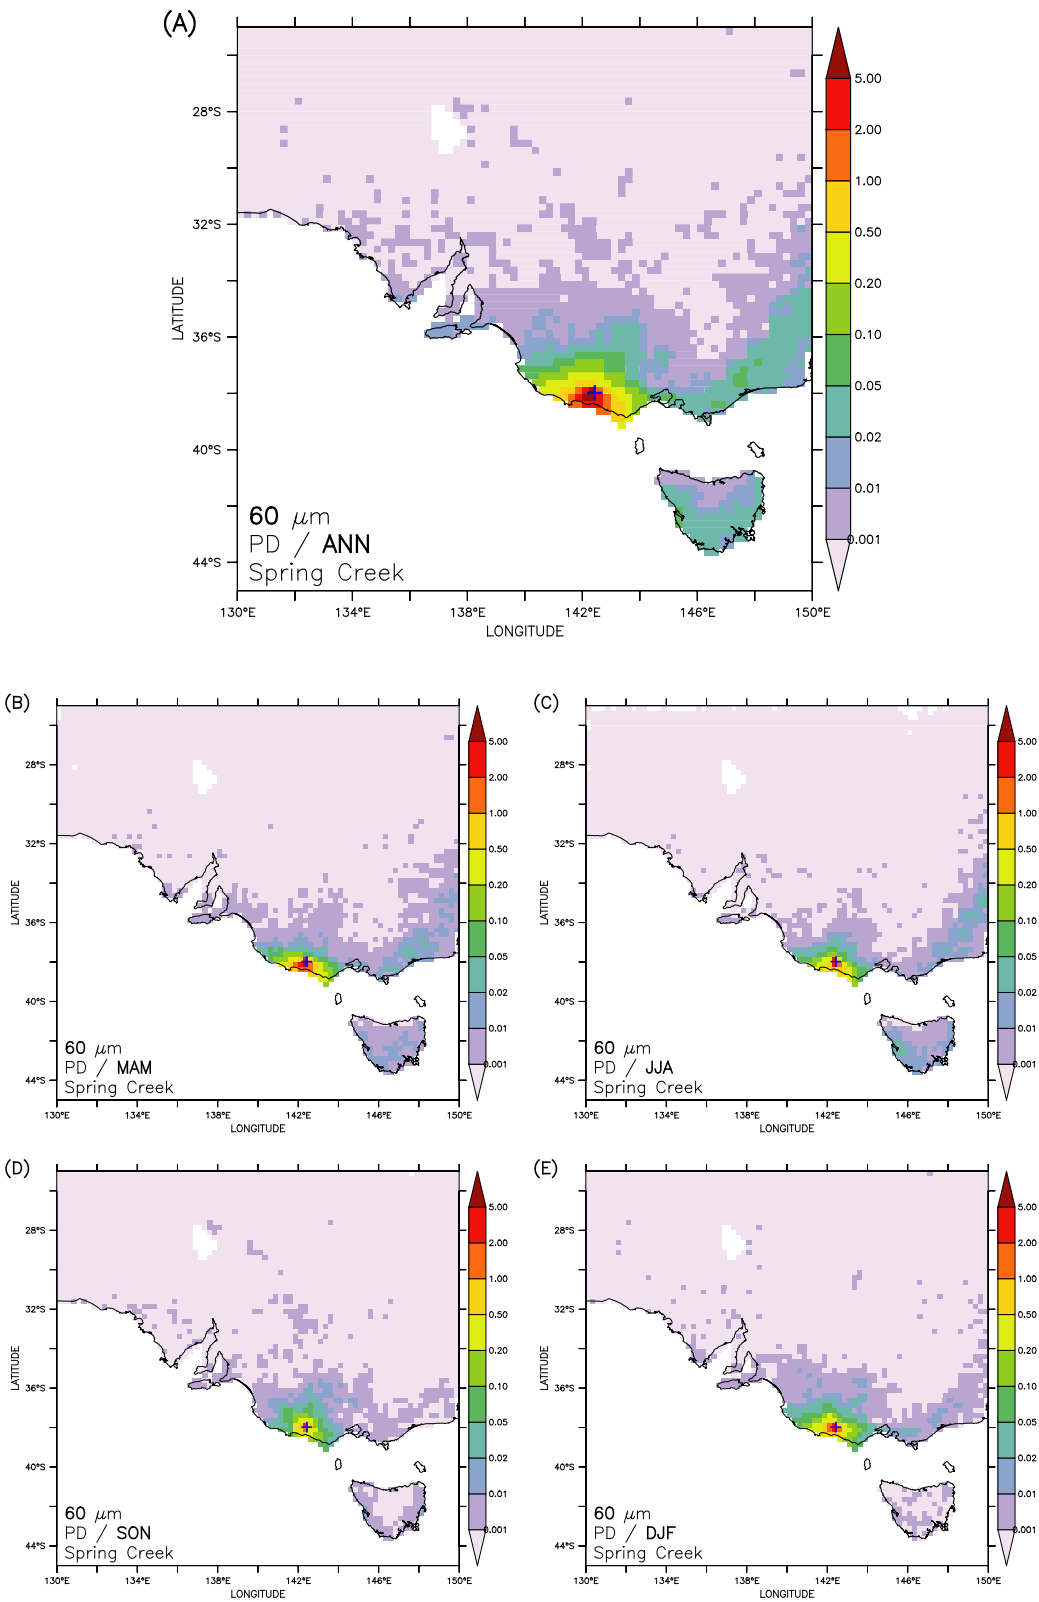 (A)
28°S
32°S
36°S
40°S
44°S
LATITUDE
130°E 134°E 138°E 142°E 146°E 150°E
LONGITUDE
60 μm
PD / ANN
Spring Creek
5.00
2.00
1.00
0.50
0.20
0.10
0.05
0.02
0.01
0.001
(B)
28°S
32°S
36°S
40°S
44°S
LATITUDE
130°E 134°E 138°E 142°E 146°E 150°E
LONGITUDE
60 μm
PD / MAM
Spring Creek
5.00
2.00
1.00
0.50
0.20
0.10
0.05
0.02
0.01
0.001
(C)
28°S
32°S
36°S
40°S
44°S
LATITUDE
130°E 134°E 138°E 142°E 146°E 150°E
LONGITUDE
60 μm
PD / JJA
Spring Creek
5.00
2.00
1.00
0.50
0.20
0.10
0.05
0.02
0.01
0.001
(D)
28°S
32°S
36°S
40°S
44°S
LATITUDE
130°E 134°E 138°E 142°E 146°E 150°E
LONGITUDE
60 μm
PD / SON
Spring Creek
5.00
2.00
1.00
0.50
0.20
0.10
0.05
0.02
0.01
0.001
(E)
28°S
32°S
36°S
40°S
44°S
LATITUDE
130°E 134°E 138°E 142°E 146°E 150°E
LONGITUDE
60 μm
PD / DJF
Spring Creek
5.00
2.00
1.00
0.50
0.20
0.10
0.05
0.02
0.01
0.001